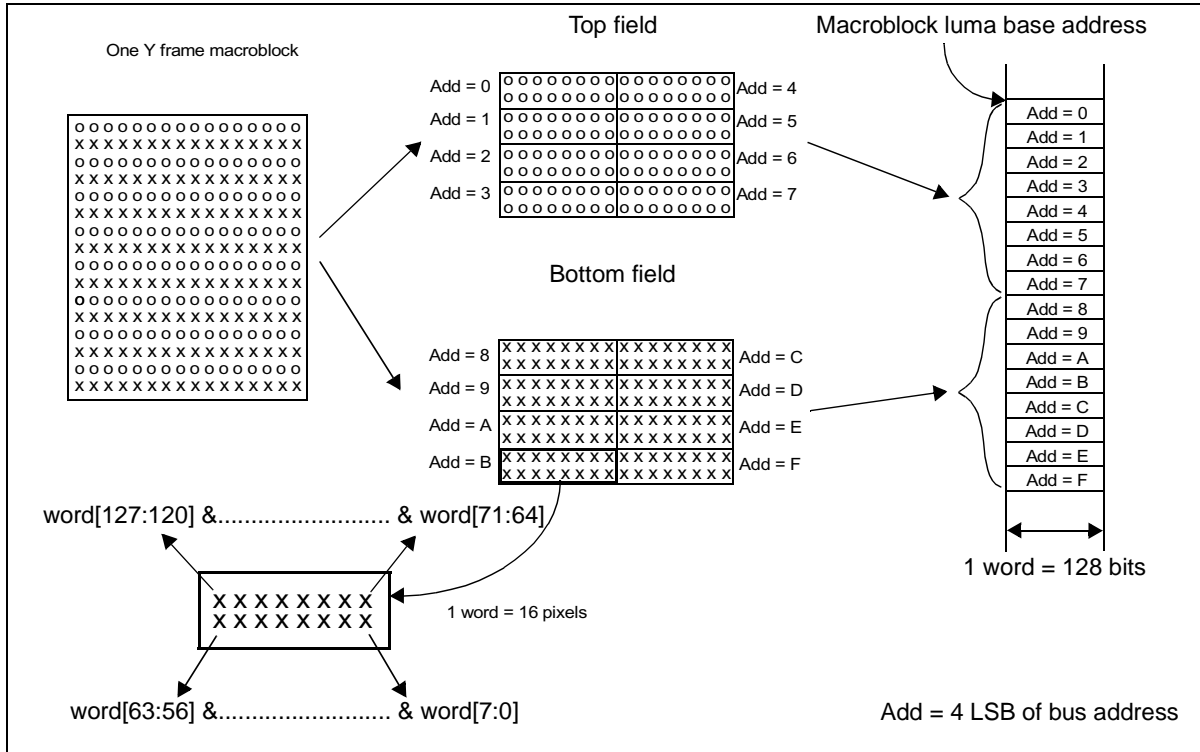 Top field
Macroblock luma base address
One Y frame macroblock
o o o o o o o o o o o o o o o o
x x x x x x x x x x x x x x x x
o o o o o o o o o o o o o o o o
x x x x x x x x x x x x x x x x
o o o o o o o o o o o o o o o o
x x x x x x x x x x x x x x x x
o o o o o o o o o o o o o o o o
x x x x x x x x x x x x x x x x
o o o o o o o o o o o o o o o o
x x x x x x x x x x x x x x x x
o o o o o o o o o o o o o o o o
x x x x x x x x x x x x x x x x
o o o o o o o o o o o o o o o o
x x x x x x x x x x x x x x x x
o o o o o o o o o o o o o o o o
x x x x x x x x x x x x x x x x
Add = 0 o o o o o o o o o o o o o o o o Add = 4
o o o o o o o o o o o o o o o o
Add = 1 o o o o o o o o o o o o o o o o Add = 5
o o o o o o o o o o o o o o o o
Add = 2 o o o o o o o o o o o o o o o o Add = 6
o o o o o o o o o o o o o o o o
Add = 3 o o o o o o o o o o o o o o o o Add = 7
o o o o o o o o o o o o o o o o
Bottom field
Add = 8 x x x x x x x x x x x x x x x x Add = C
x x x x x x x x x x x x x x x x
Add = 9 x x x x x x x x x x x x x x x x Add = D
x x x x x x x x x x x x x x x x
Add = A x x x x x x x x x x x x x x x x Add = E
x x x x x x x x x x x x x x x x
Add = B x x x x x x x x x x x x x x x x Add = F
x x x x x x x x x x x x x x x x
Add = 0
Add = 1
Add = 2
Add = 3
Add = 4
Add = 5
Add = 6
Add = 7
Add = 8
Add = 9
Add = A
Add = B
Add = C
Add = D
Add = E
Add = F
1 word = 128 bits
word[127:120] &.......................... & word[71:64]
x x x x x x x x
x x x x x x x x
1 word = 16 pixels
word[63:56] &.......................... & word[7:0]
Add = 4 LSB of bus address